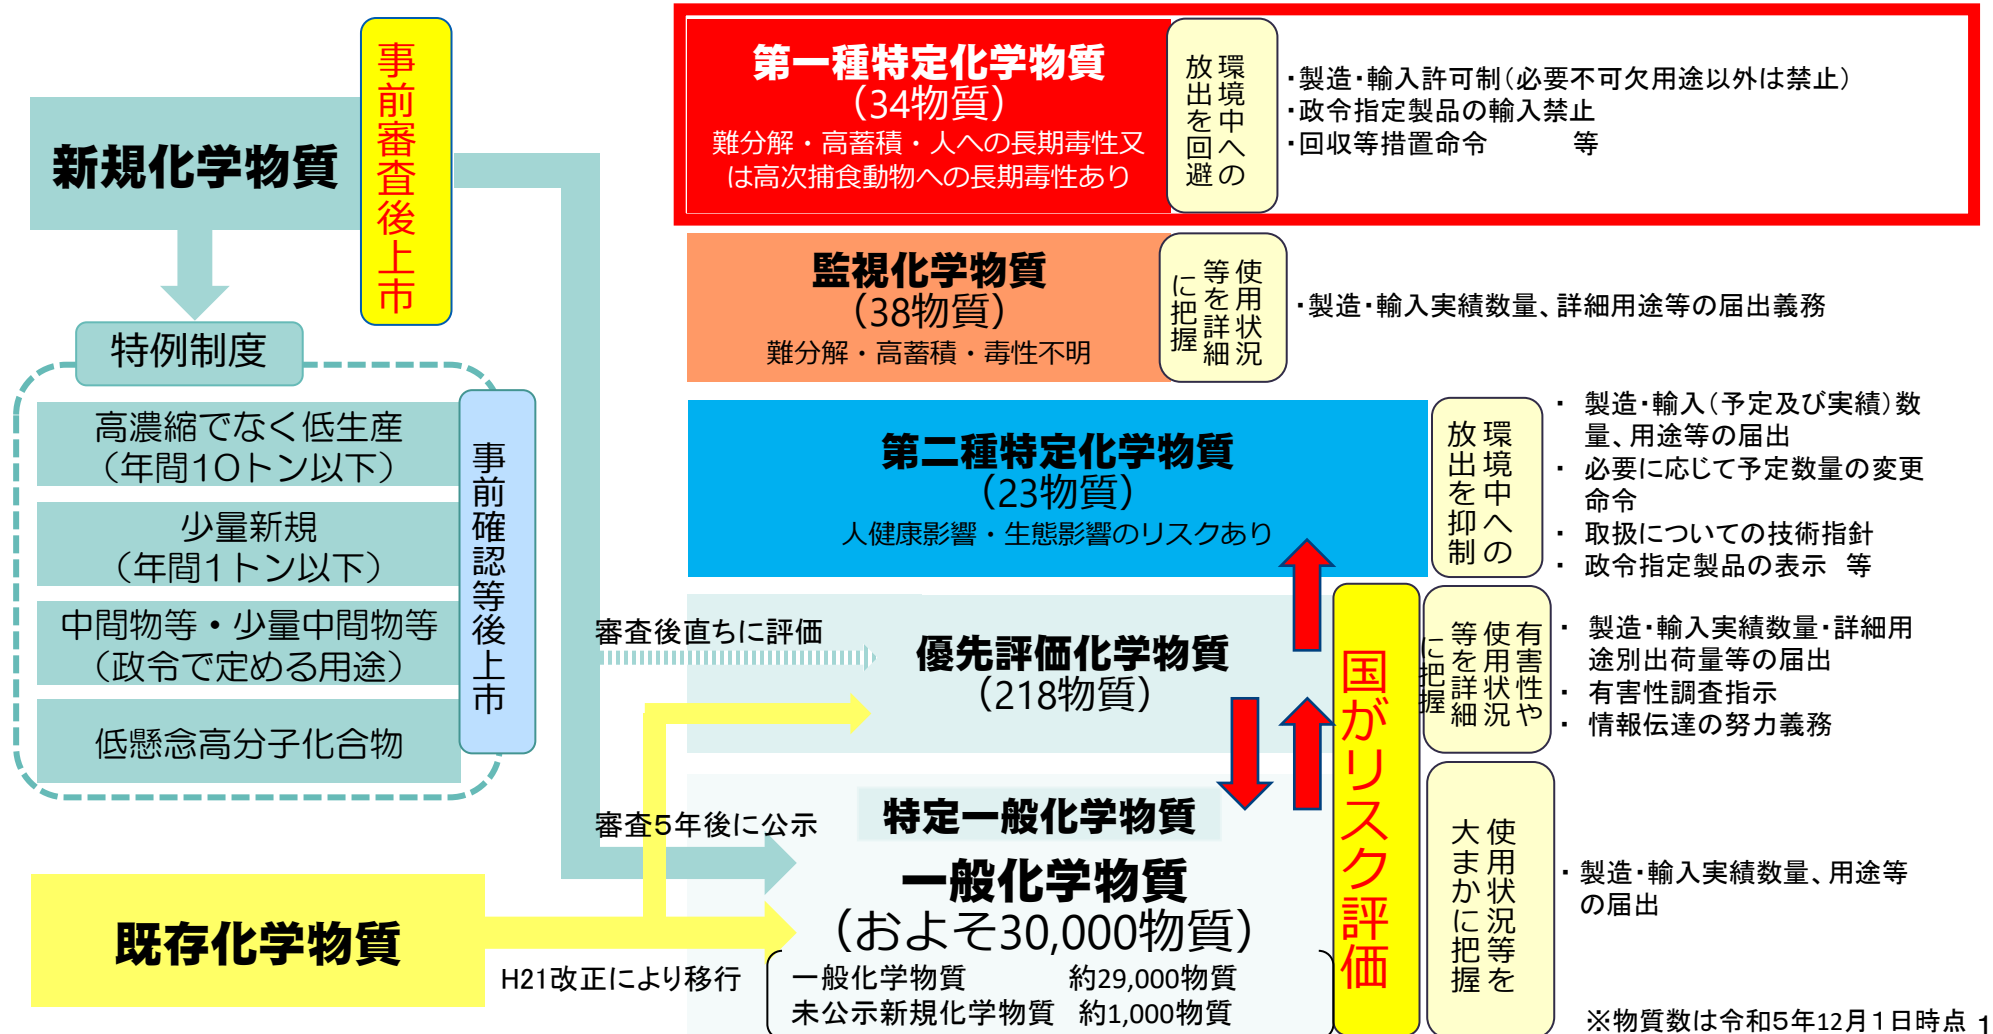 新規化学物質
事前審査後上市
特例制度
高濃縮でなく低生産
（年間10トン以下）
少量新規
（年間1トン以下）
中間物等・少量中間物等
（政令で定める用途）
低懸念高分子化合物
事前確認等後上市
既存化学物質
審査後直ちに評価
審査5年後に公示
H21改正により移行
第一種特定化学物質
（34物質）
難分解・高蓄積・人への長期毒性又
は高次捕食動物への長期毒性あり
環境中への
放出を回避
・製造・輸入許可制（必要不可欠用途以外は禁止）
・政令指定製品の輸入禁止
・回収等措置命令　　　等
監視化学物質
（38物質）
難分解・高蓄積・毒性不明
使用状況
等を詳細
に把握
・製造・輸入実績数量、詳細用途等の届出義務
第二種特定化学物質
（23物質）
人健康影響・生態影響のリスクあり
環境中への
放出を抑制
・ 製造・輸入（予定及び実績）数
量、用途等の届出
・ 必要に応じて予定数量の変更
命令
・ 取扱についての技術指針
・ 政令指定製品の表示　等
優先評価化学物質
（218物質）
国がリスク評価
有害性や
使用状況
等を詳細
に把握
・ 製造・輸入実績数量・詳細用
途別出荷量等の届出
・ 有害性調査指示
・ 情報伝達の努力義務
特定一般化学物質
一般化学物質
（およそ30,000物質）
一般化学物質　　　約29,000物質
未公示新規化学物質　約1,000物質
使用状況等を
大まかに把握
・ 製造・輸入実績数量、用途等
の届出
※物質数は令和5年12月1日時点 1